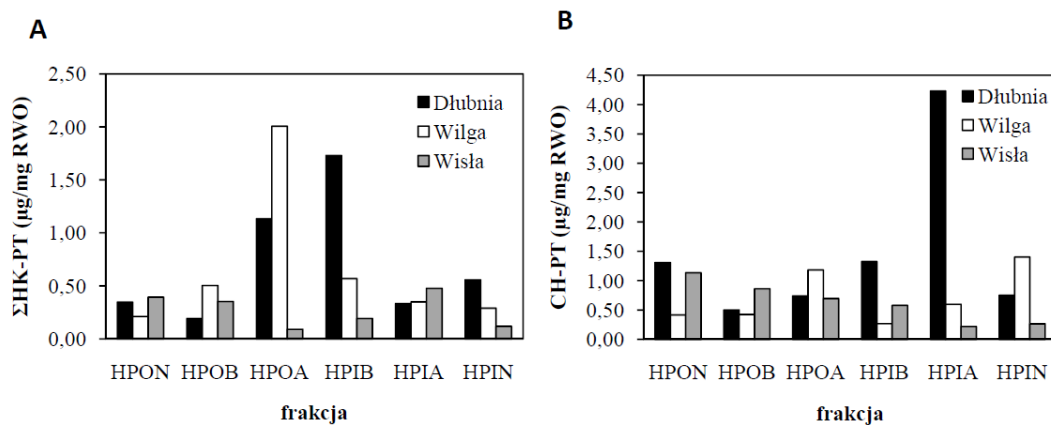 A
ΣHK-PT (μg/mg RWO)
2,50
2,00
1,50
1,00
0,50
0,00
Dłubnia
Wilga
Wisła
HPON HPOB HPOA HPIB HPIA HPIN
frakcja
B
CH-PT (μg/mg RWO)
4,50
4,00
3,50
3,00
2,50
2,00
1,50
1,00
0,50
0,00
Dłubnia
Wilga
Wisła
HPON HPOB HPOA HPIB HPIA HPIN
frakcja